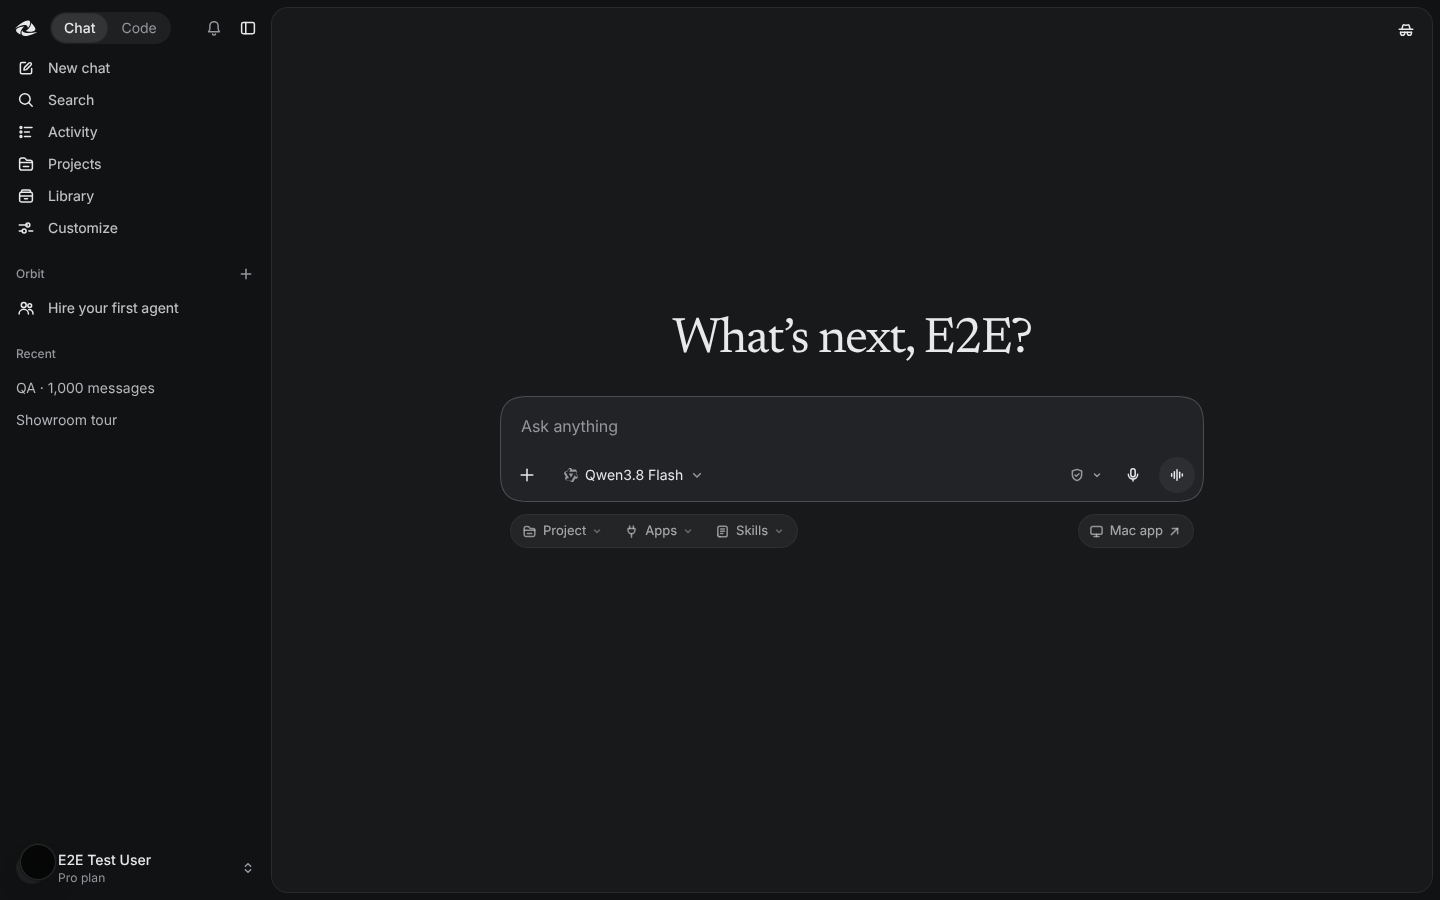 Chat Code
New chat
Search
Activity
Projects
Library
Customize
Orbit
Hire your first agent
Recent
QA · 1,000 messages
Showroom tour
E2E Test User
Pro plan
What’s next, E2E?
Ask anything
Qwen3.8 Flash
Project Apps Skills Mac app